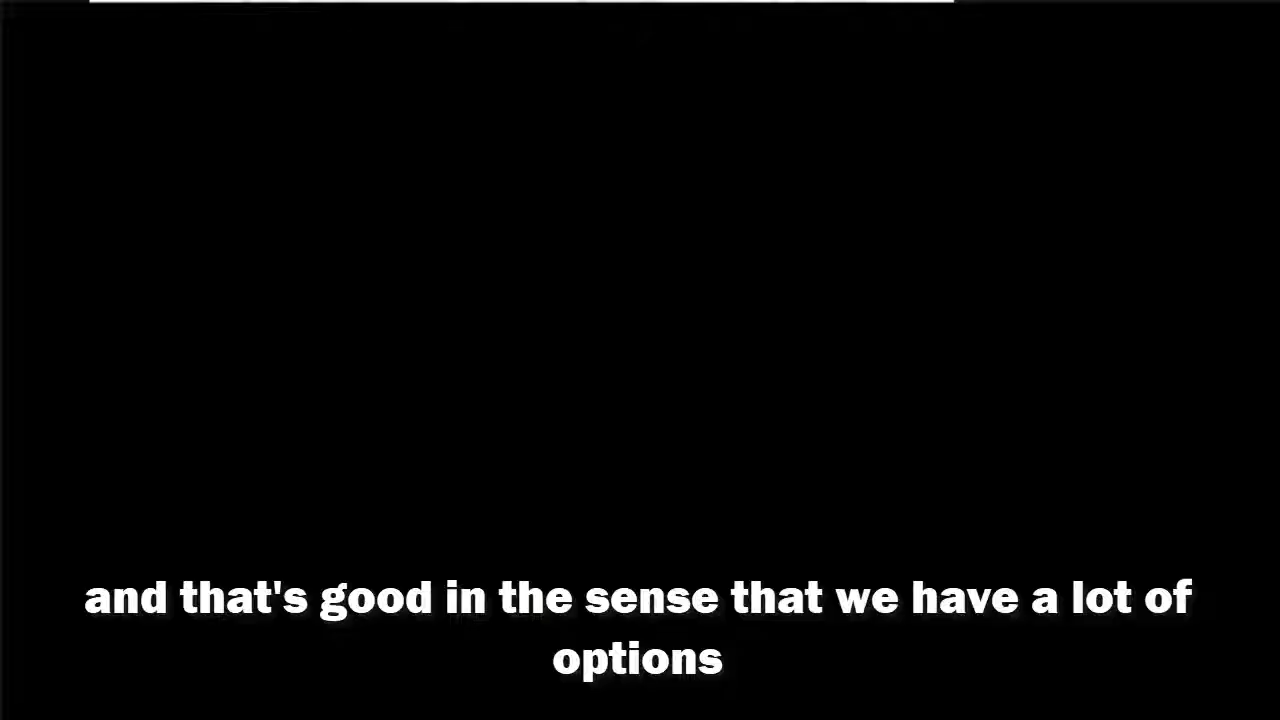 and that's good in the sense that we have a lot of
options